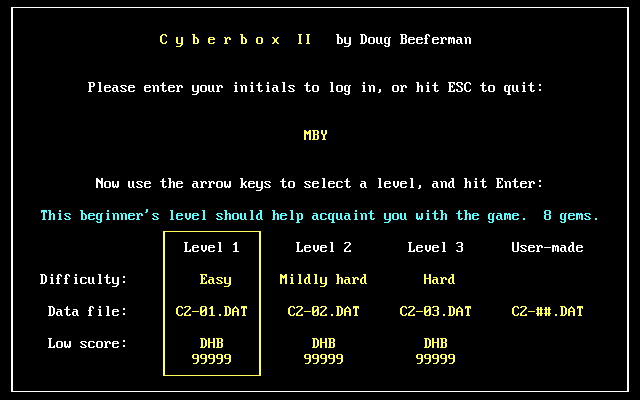 C y b e r b o x  I I  by Doug Beeferman
Please enter your initials to log in, or hit ESC to quit:
MBY
Now use the arrow keys to select a level, and hit Enter:
This beginner's level should help acquaint you with the game.  8 gems.
Level 1 Level 2 Level 3 User-made
Difficulty: Easy Mildly hard Hard
Data file: C2-01.DAT C2-02.DAT C2-03.DAT C2-##.DAT
Low score: DHB DHB DHB
99999 99999 99999